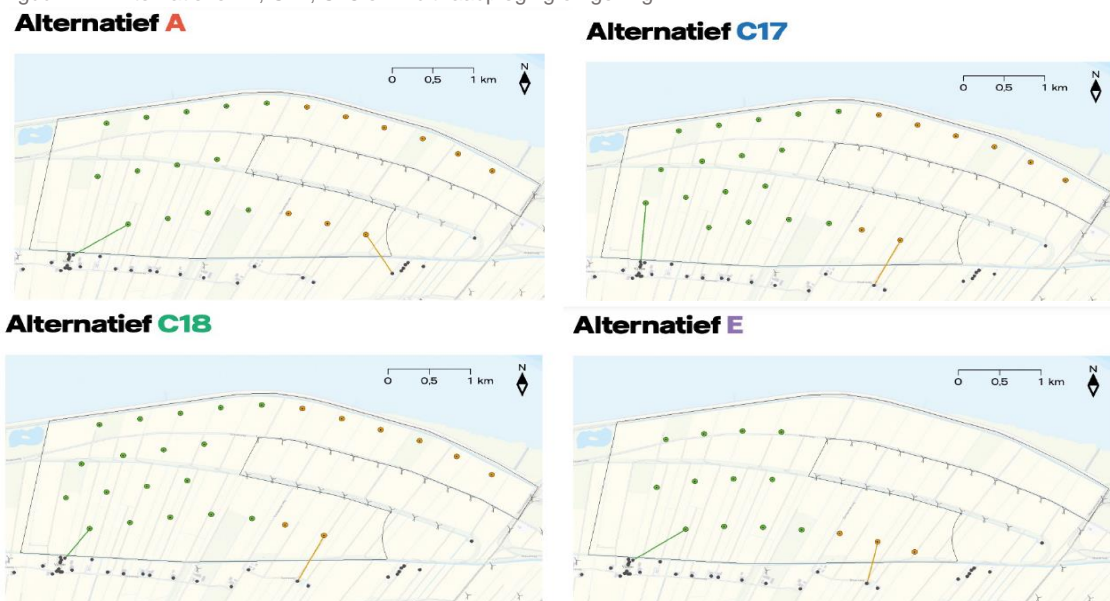 Alternatief A
N
0 0,5 1 km
Alternatief C17
N
0 0,5 1 km
Alternatief C18
N
0 0,5 1 km
Alternatief E
N
0 0,5 1 km